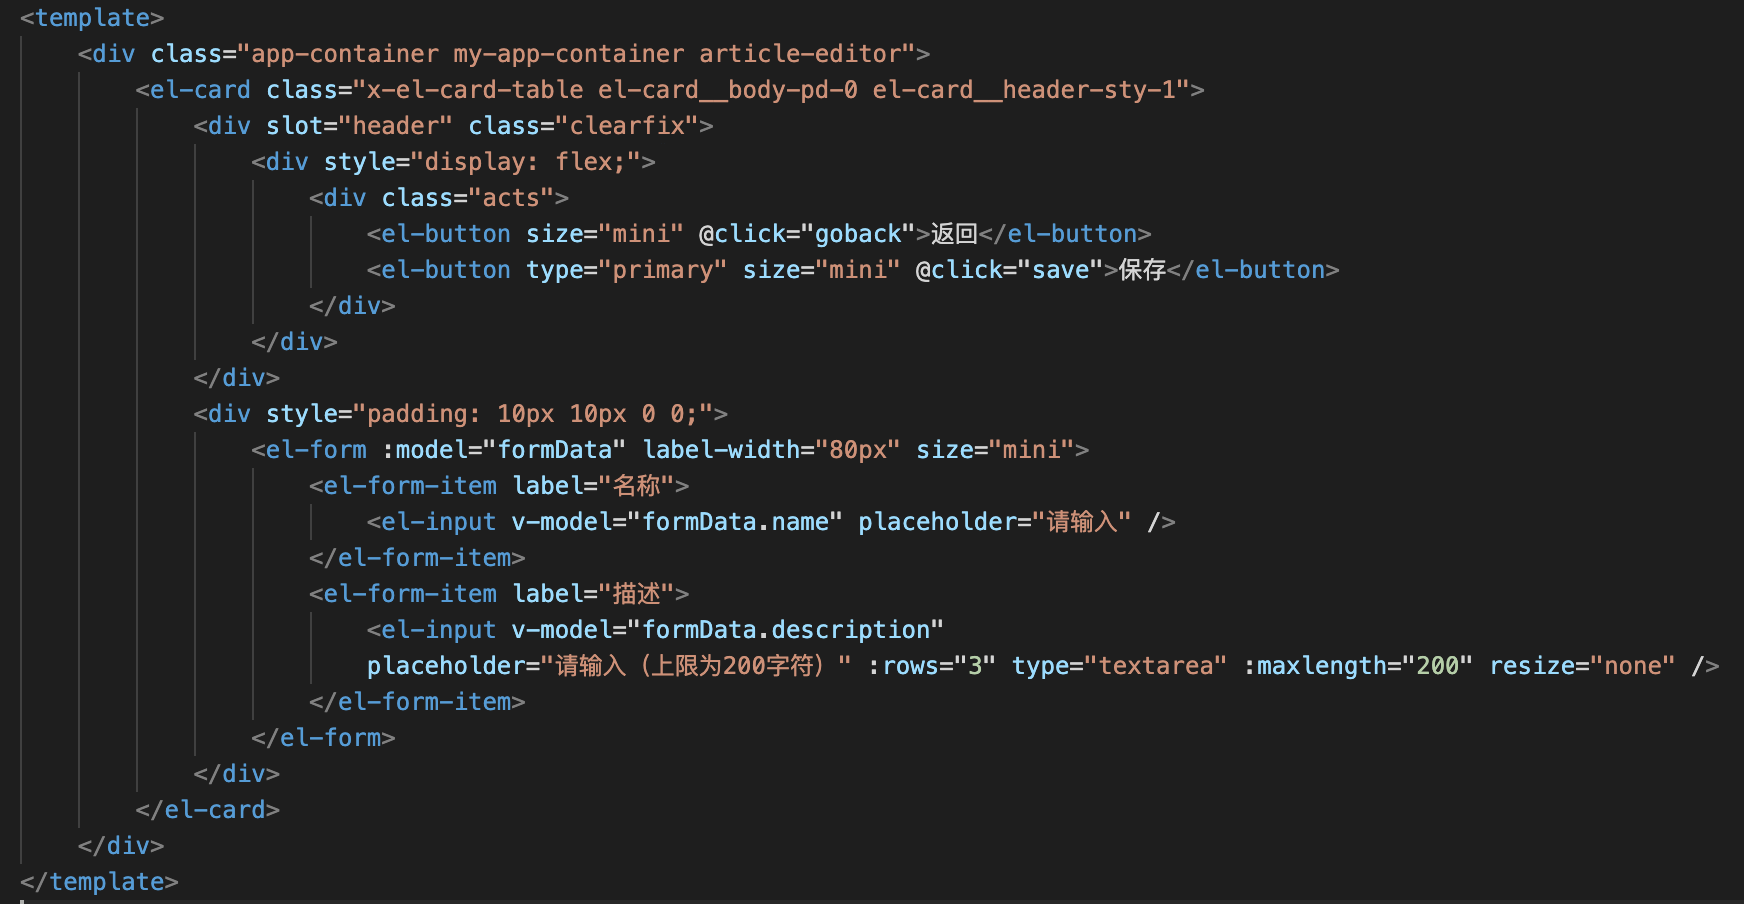 <template>
    <div class="app-container my-app-container article-editor">
        <el-card class="x-el-card-table el-card__body-pd-0 el-card__header-sty-1">
            <div slot="header" class="clearfix">
                <div style="display: flex;">
                    <div class="acts">
                        <el-button size="mini" @click="goback">返回</el-button>
                        <el-button type="primary" size="mini" @click="save">保存</el-button>
                    </div>
                </div>
            </div>
            <div style="padding: 10px 10px 0 0;">
                <el-form :model="formData" label-width="80px" size="mini">
                    <el-form-item label="名称">
                        <el-input v-model="formData.name" placeholder="请输入" />
                    </el-form-item>
                    <el-form-item label="描述">
                        <el-input v-model="formData.description"
                        placeholder="请输入（上限为200字符）" :rows="3" type="textarea" :maxlength="200" resize="none" />
                    </el-form-item>
                </el-form>
            </div>
        </el-card>
    </div>
</template>